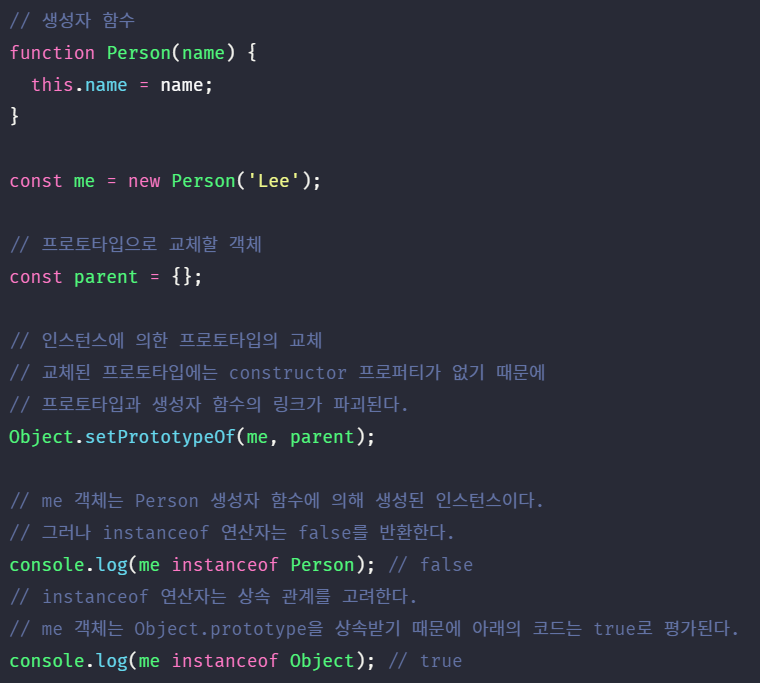 // 생성자 함수
function Person(name) {
  this.name = name;
}

const me = new Person('Lee');

// 프로토타입으로 교체할 객체
const parent = {};

// 인스턴스에 의한 프로토타입의 교체
// 교체된 프로토타입에는 constructor 프로퍼티가 없기 때문에
// 프로토타입과 생성자 함수의 링크가 파괴된다.
Object.setPrototypeOf(me, parent);

// me 객체는 Person 생성자 함수에 의해 생성된 인스턴스이다.
// 그러나 instanceof 연산자는 false를 반환한다.
console.log(me instanceof Person); // false
// instanceof 연산자는 상속 관계를 고려한다.
// me 객체는 Object.prototype을 상속받기 때문에 아래의 코드는 true로 평가된다.
console.log(me instanceof Object); // true